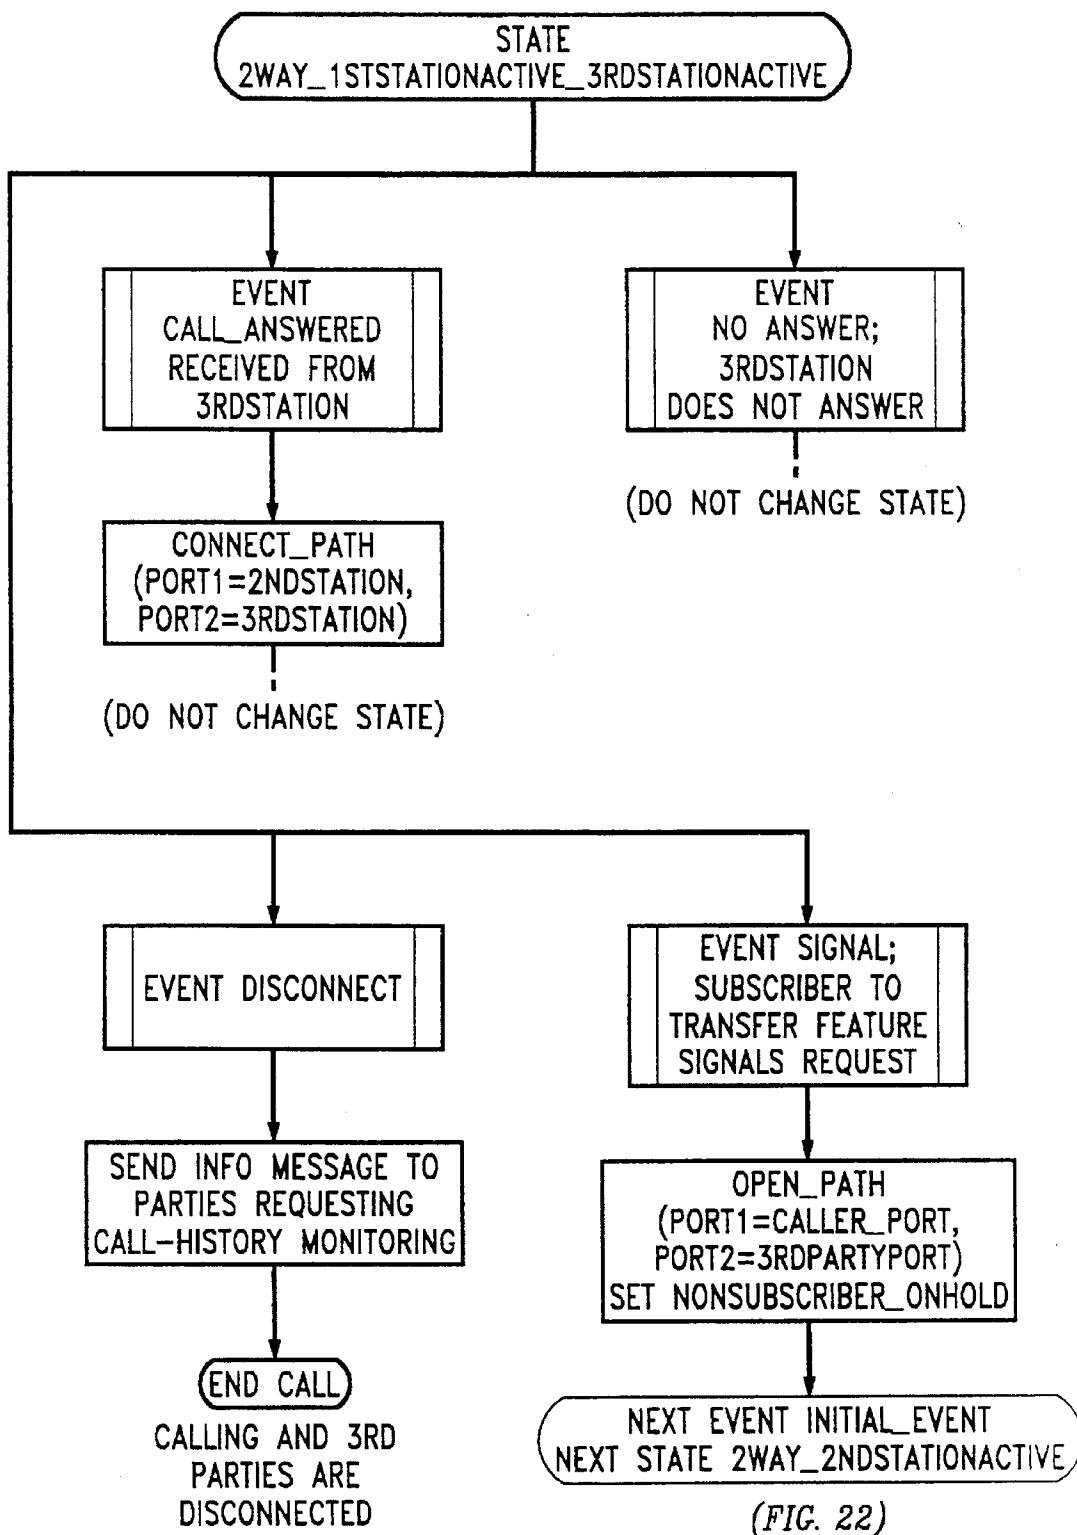 STATE
2WAY_1STSTATIONACTIVE_3RDSTATIONACTIVE
EVENT
CALL_ANSWERED
RECEIVED FROM
3RDSTATION
EVENT
NO ANSWER;
3RDSTATION
DOES NOT ANSWER
(DO NOT CHANGE STATE)
CONNECT_PATH
(PORT1=2NDSTATION,
PORT2=3RDSTATION)
(DO NOT CHANGE STATE)
EVENT DISCONNECT
EVENT SIGNAL;
SUBSCRIBER TO
TRANSFER FEATURE
SIGNALS REQUEST
SEND INFO MESSAGE TO
PARTIES REQUESTING
CALL-HISTORY MONITORING
OPEN_PATH
(PORT1=CALLER_PORT,
PORT2=3RDPARTYPORT)
SET NONSUBSCRIBER_ONHOLD
END CALL
CALLING AND 3RD
PARTIES ARE
DISCONNECTED
NEXT EVENT INITIAL_EVENT
NEXT STATE 2WAY_2NDSTATIONACTIVE
(FIG. 22)